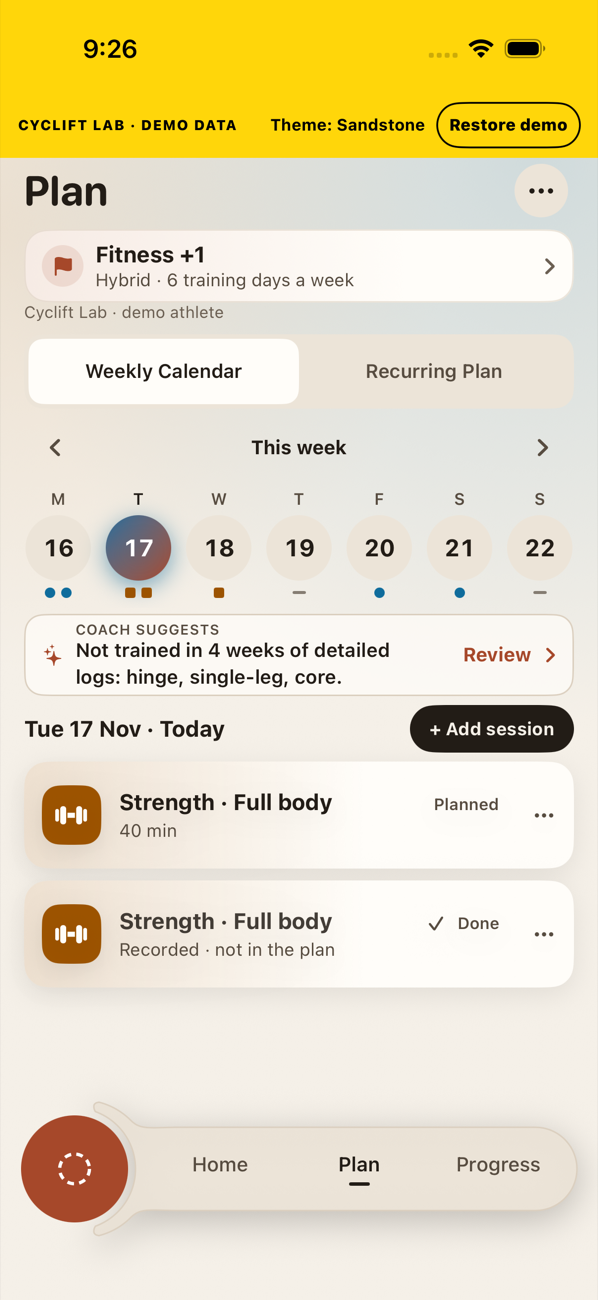 9:26
CYCLIFT LAB · DEMO DATA
Theme: Sandstone
Restore demo
Plan
Fitness +1
Hybrid · 6 training days a week
Cyclift Lab · demo athlete
Weekly Calendar
Recurring Plan
This week
M T W T F S S
16 17 18 19 20 21 22
COACH SUGGESTS
Not trained in 4 weeks of detailed
logs: hinge, single-leg, core.
Review
Tue 17 Nov · Today
+ Add session
Strength · Full body
Planned
40 min
Strength · Full body
Done
Recorded · not in the plan
Home
Plan
Progress